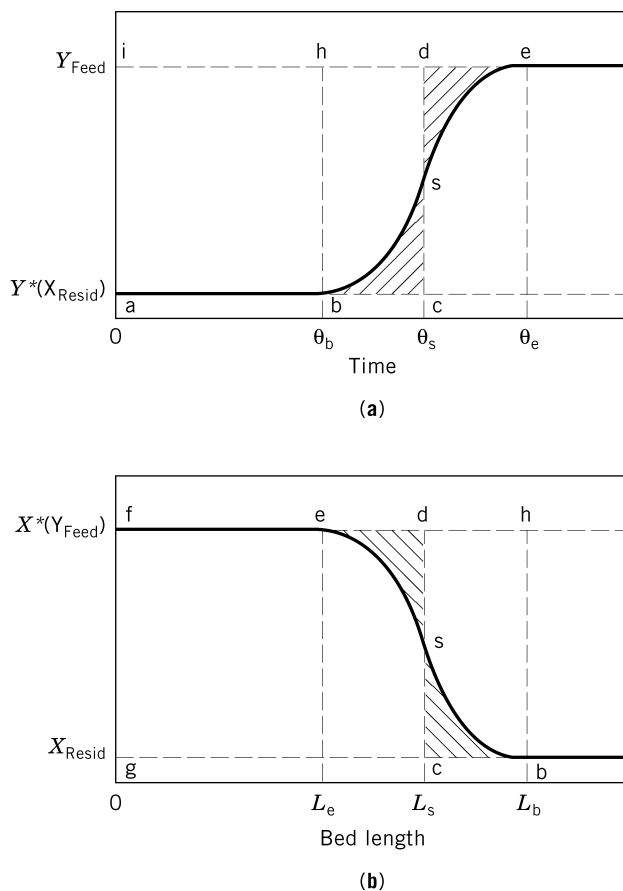 i h d e
Y_Feed
s
Y*(X_Resid)
a b c
0 θ_b θ_s θ_e
Time
(a)
X*(Y_Feed)
f e d h
s
X_Resid
g c b
0 L_e L_s L_b
Bed length
(b)